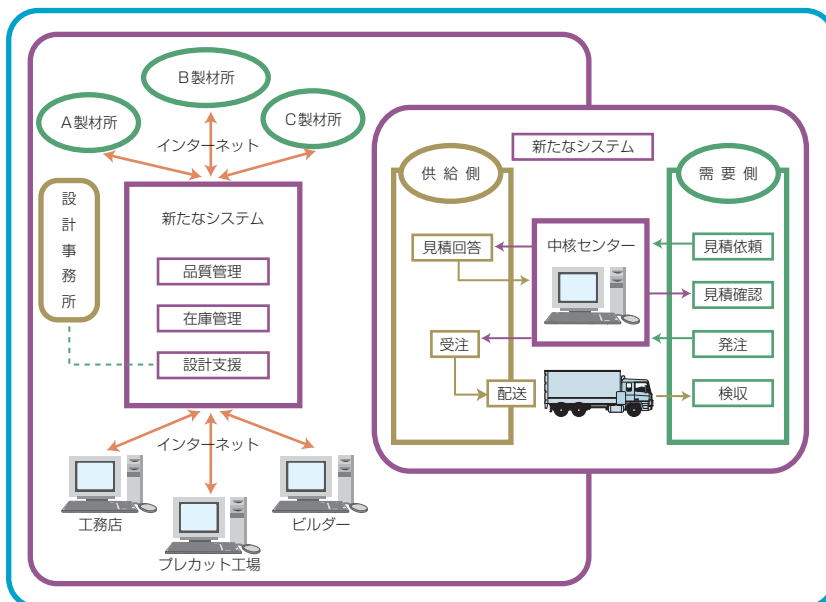 B製材所
A製材所
C製材所
インターネット
設計事務所
新たなシステム
品質管理
在庫管理
設計支援
インターネット
工務店
プレカット工場
ビルダー
新たなシステム
供給側
需要側
中核センター
見積回答
見積依頼
見積確認
受注
発注
配送
検収